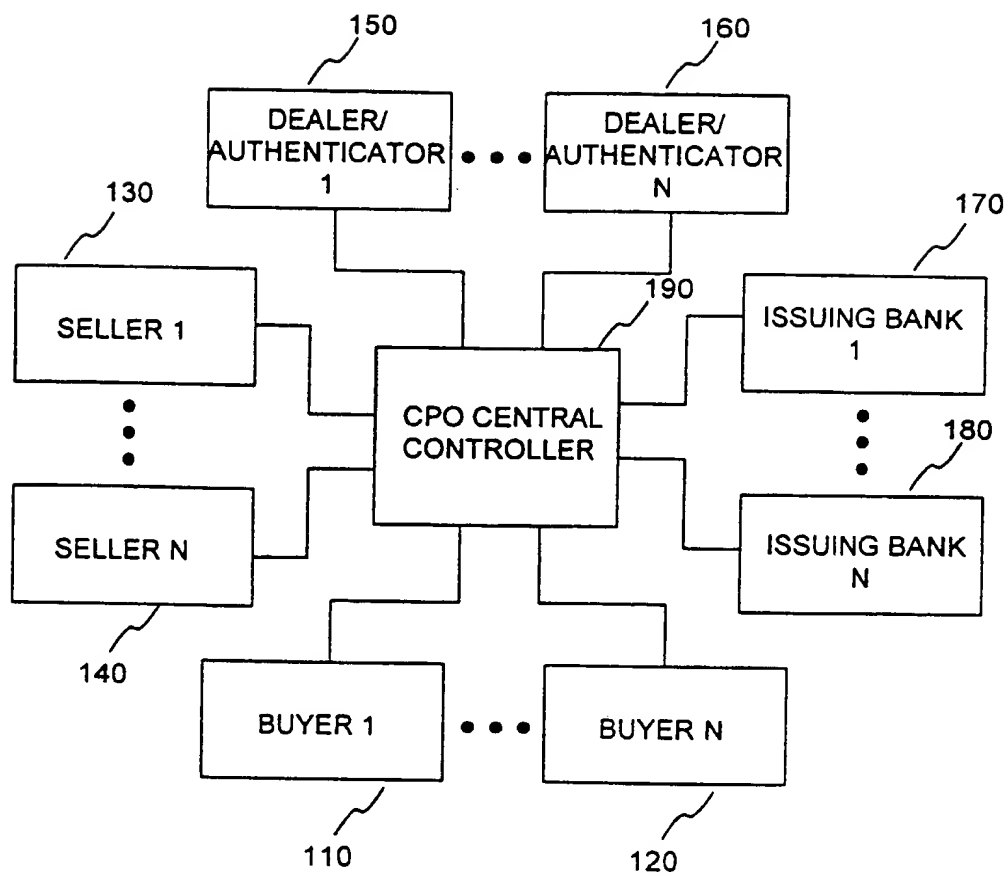 150
160
DEALER/
AUTHENTICATOR
1
DEALER/
AUTHENTICATOR
N
130
170
190
SELLER 1
ISSUING BANK
1
CPO CENTRAL
CONTROLLER
180
SELLER N
ISSUING BANK
N
140
BUYER 1
BUYER N
110
120